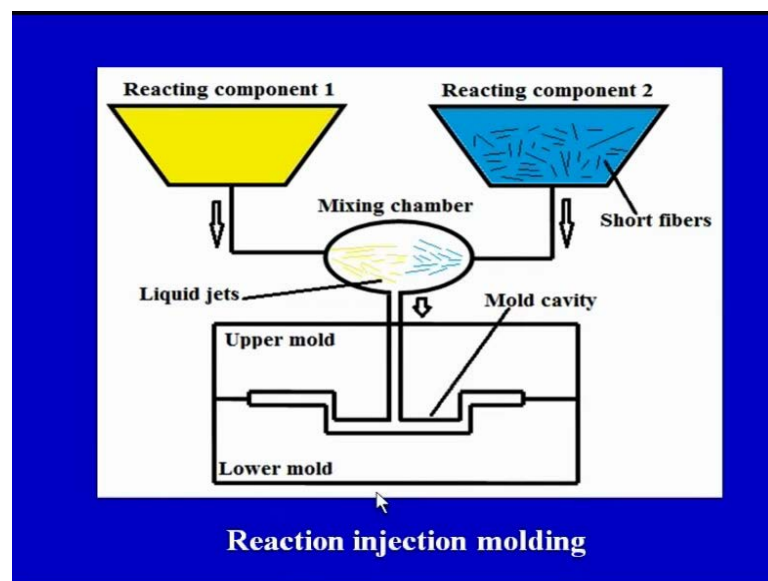 Reacting component 1
Reacting component 2
Mixing chamber
Short fibers
Liquid jets
Mold cavity
Upper mold
Lower mold
Reaction injection molding